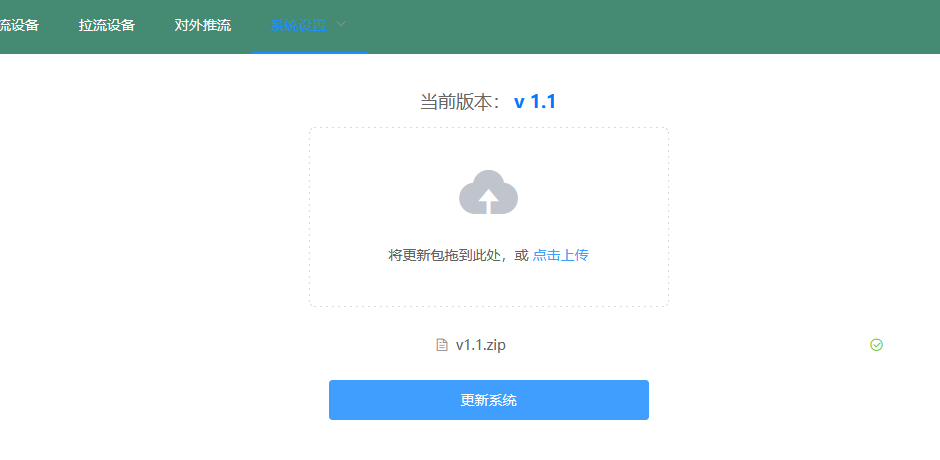 流设备 拉流设备 对外推流 系统设置
当前版本： v 1.1
将更新包拖到此处，或 点击上传
v1.1.zip
更新系统